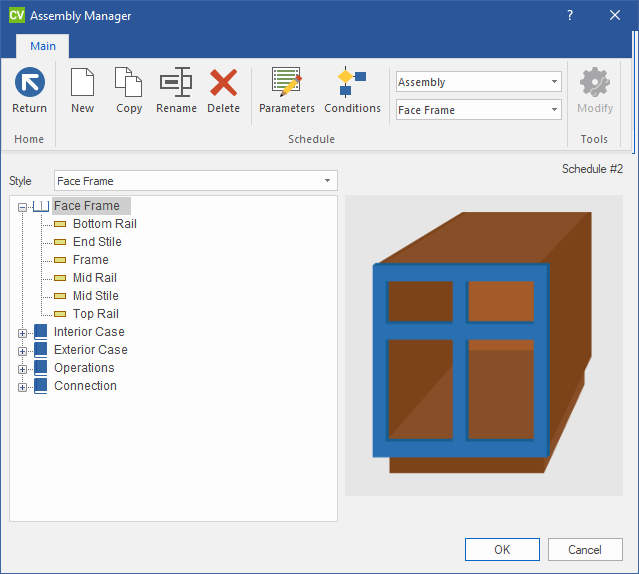 CV Assembly Manager ?
Main
Return New Copy Rename Delete Parameters Conditions Assembly Face Frame Modify
Home Schedule Tools
Schedule #2
Style Face Frame
Face Frame
Bottom Rail
End Stile
Frame
Mid Rail
Mid Stile
Top Rail
Interior Case
Exterior Case
Operations
Connection
OK Cancel